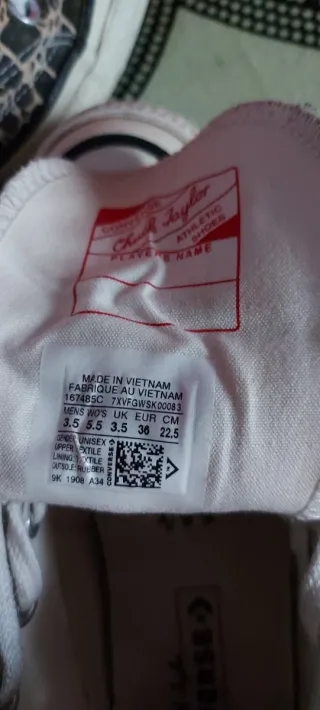 CONVERSE
Chuck Taylor
ATHLETIC
SHOES
PLAYERS NAME
MADE IN VIETNAM
FABRIQUE AU VIETNAM
167485C 7XVFGWSK00083
MENS WO'S UK EUR CM
3.5 5.5 3.5 36 22.5
GENDER: UNISEX
UPPER: TEXTILE
LINING: TEXTILE
OUTSOLE: RUBBER
CONVERSE
9K 1908 A34